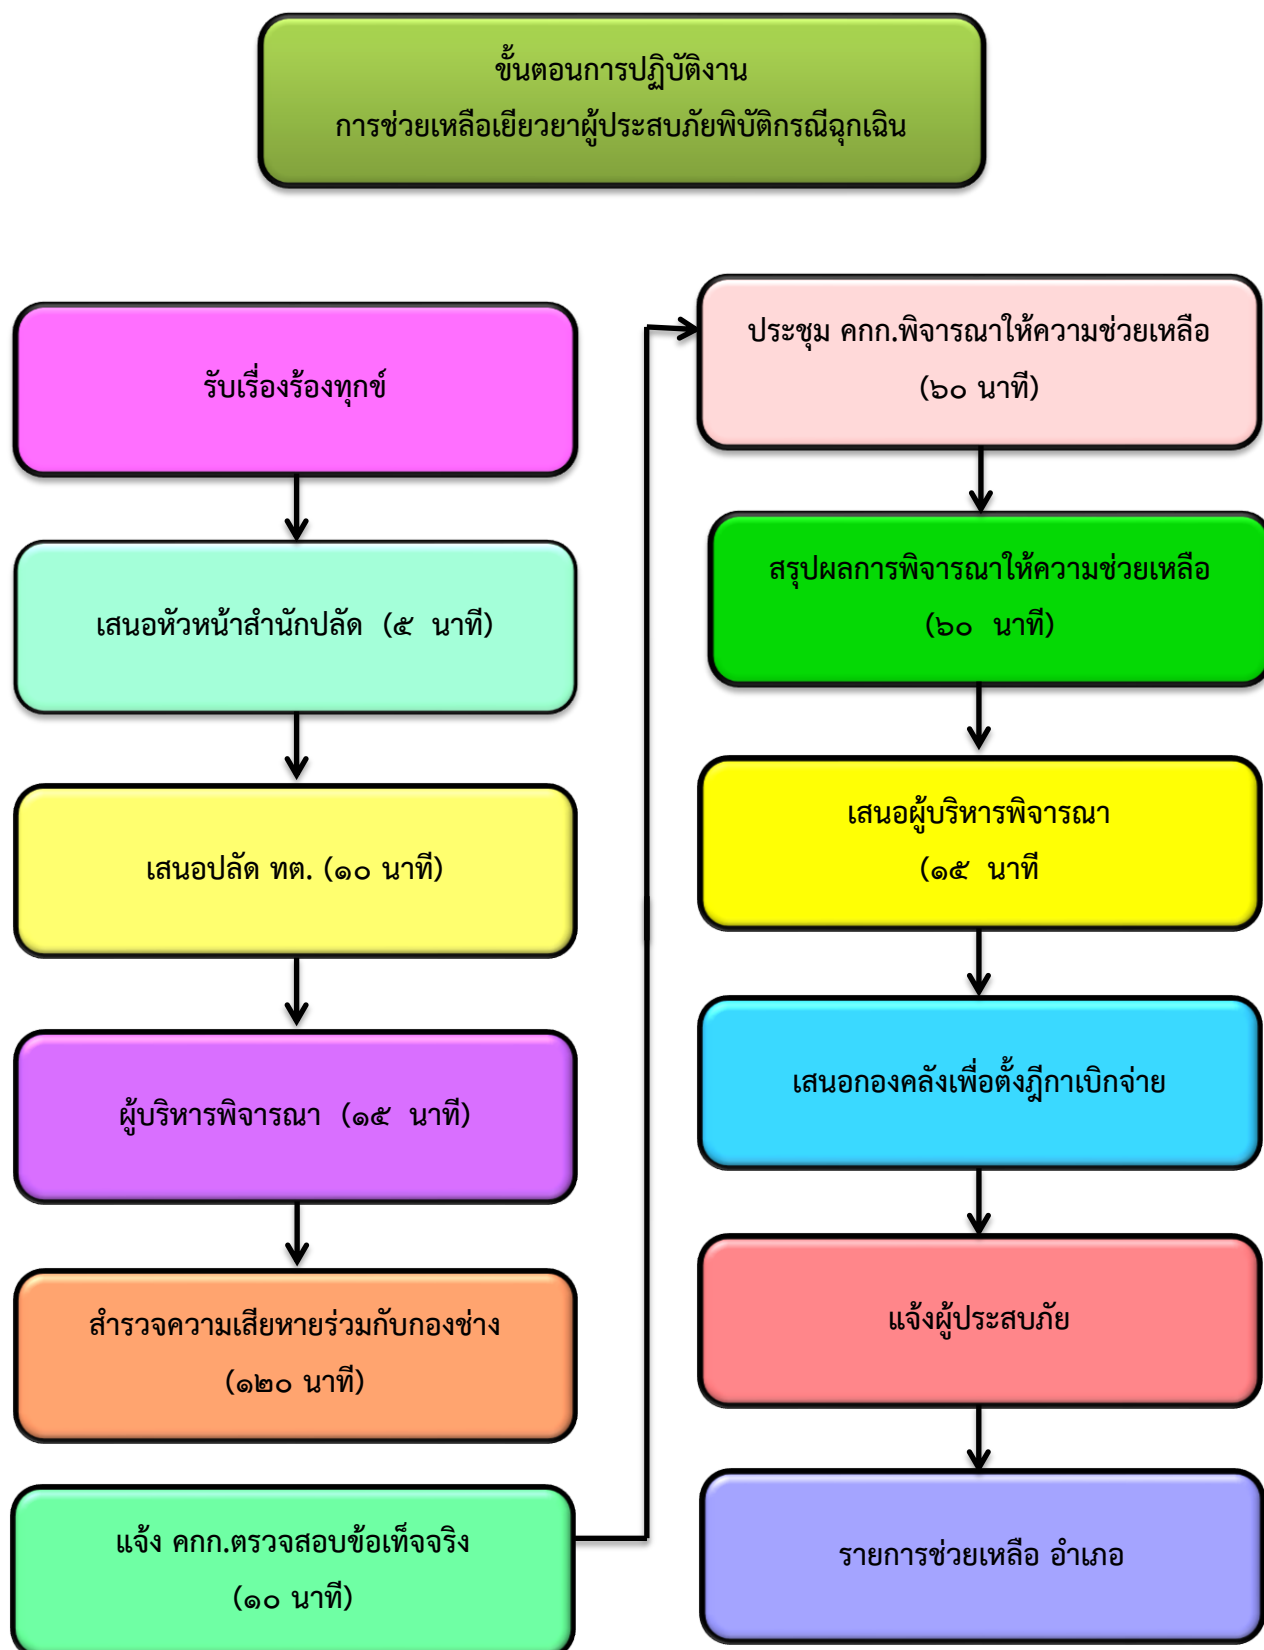 ขั้นตอนการปฏิบัติงาน
การช่วยเหลือเยียวยาผู้ประสบภัยพิบัติกรณีฉุกเฉิน
รับเรื่องร้องทุกข์
เสนอหัวหน้าสำนักปลัด (๕ นาที)
เสนอปลัด ทต. (๑๐ นาที)
ผู้บริหารพิจารณา (๑๕ นาที)
สำรวจความเสียหายร่วมกับกองช่าง
(๑๒๐ นาที)
แจ้ง คกก.ตรวจสอบข้อเท็จจริง
(๑๐ นาที)
ประชุม คกก.พิจารณาให้ความช่วยเหลือ
(๖๐ นาที)
สรุปผลการพิจารณาให้ความช่วยเหลือ
(๖๐ นาที)
เสนอผู้บริหารพิจารณา
(๑๕ นาที
เสนอกองคลังเพื่อตั้งฎีกาเบิกจ่าย
แจ้งผู้ประสบภัย
รายการช่วยเหลือ อำเภอ